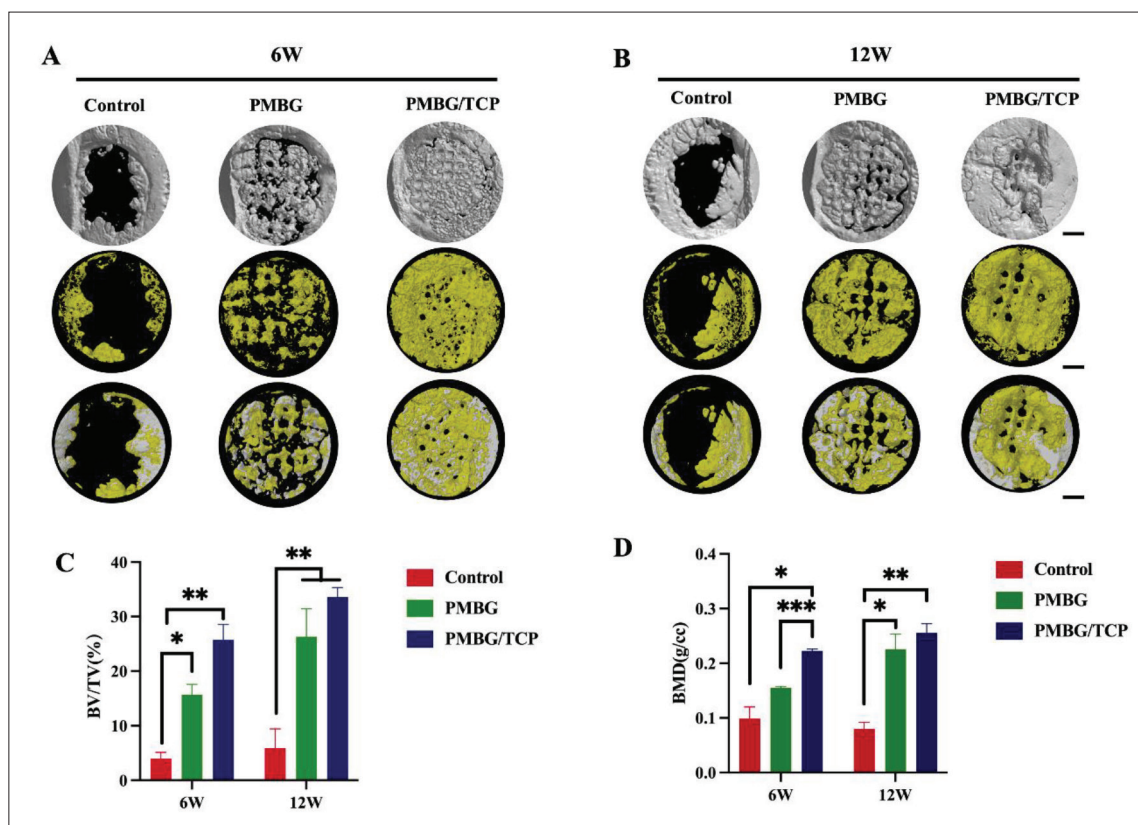 A
6W
Control PMBG PMBG/TCP
B
12W
Control PMBG PMBG/TCP
C
BV/TV(%)
40
30
20
10
0
** * **
6W 12W
Control
PMBG
PMBG/TCP
D
BMD(g/cc)
0.4
0.3
0.2
0.1
0.0
* *** ** *
6W 12W
Control
PMBG
PMBG/TCP